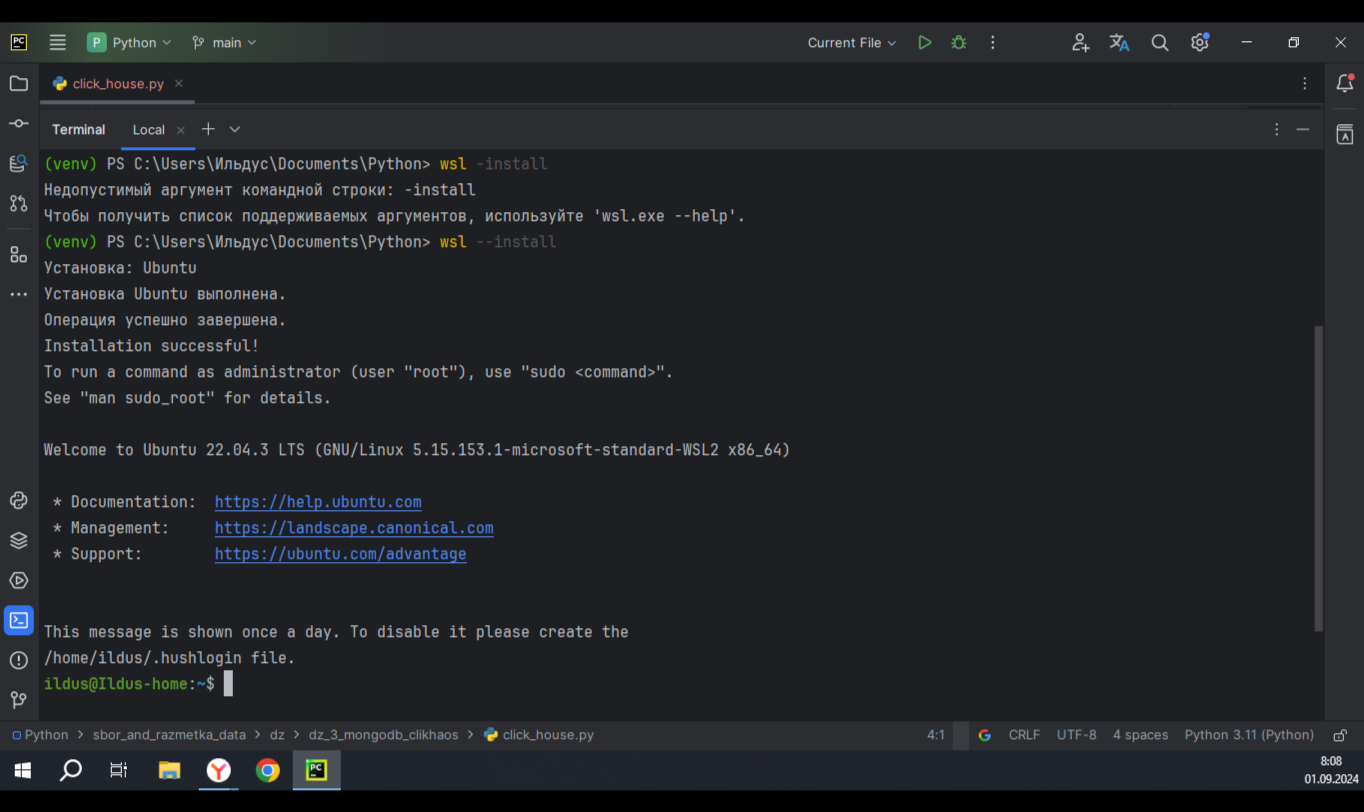 PC
P Python main Current File
click_house.py
Terminal Local
(venv) PS C:\Users\Ильдус\Documents\Python> wsl -install
Недопустимый аргумент командной строки: -install
Чтобы получить список поддерживаемых аргументов, используйте 'wsl.exe --help'.
(venv) PS C:\Users\Ильдус\Documents\Python> wsl --install
Установка: Ubuntu
Установка Ubuntu выполнена.
Операция успешно завершена.
Installation successful!
To run a command as administrator (user "root"), use "sudo <command>".
See "man sudo_root" for details.
Welcome to Ubuntu 22.04.3 LTS (GNU/Linux 5.15.153.1-microsoft-standard-WSL2 x86_64)
* Documentation: https://help.ubuntu.com
* Management: https://landscape.canonical.com
* Support: https://ubuntu.com/advantage
This message is shown once a day. To disable it please create the
/home/ildus/.hushlogin file.
ildus@Ildus-home:~$
Python > sbor_and_razmetka_data > dz > dz_3_mongodb_clikhaos > click_house.py 4:1 CRLF UTF-8 4 spaces Python 3.11 (Python)
8:08
01.09.2024